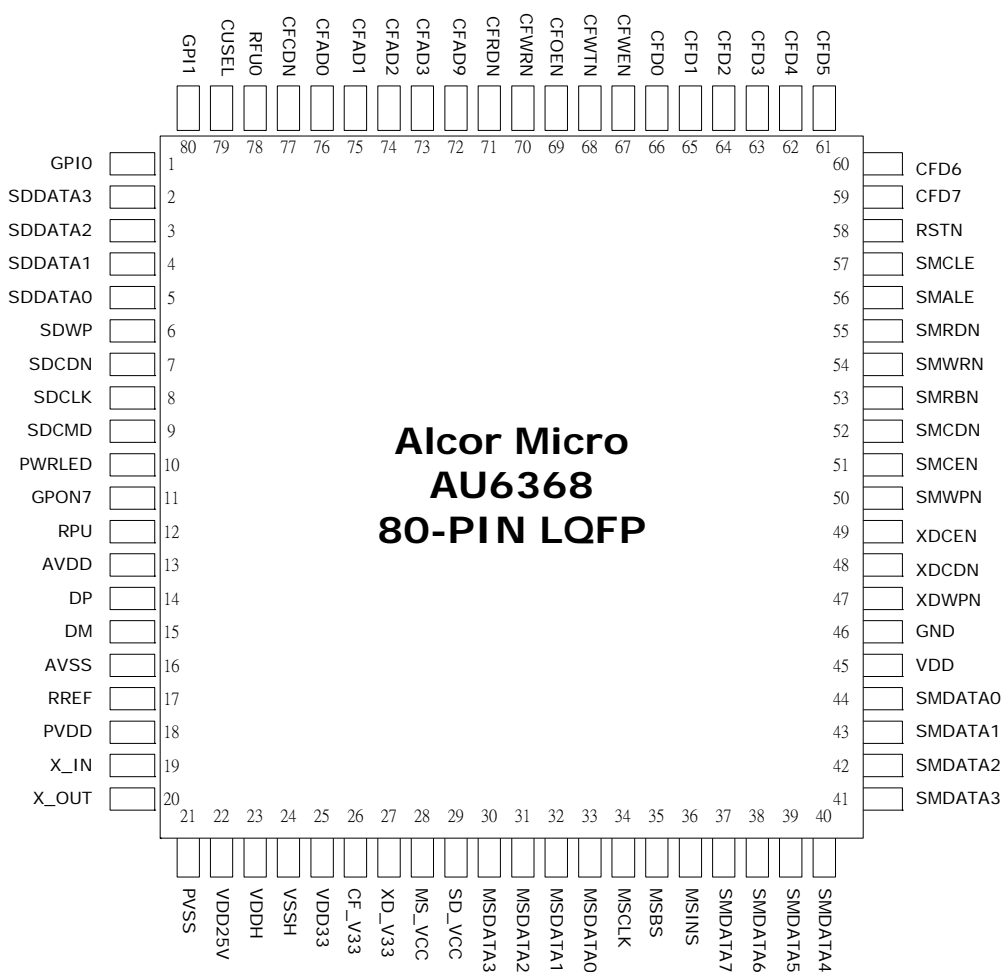 GPI1
CUSEL
RFU0
CFCDN
CFAD0
CFAD1
CFAD2
CFAD3
CFAD9
CFRDN
CFWRN
CFOEN
CFWTN
CFWEN
CFD0
CFD1
CFD2
CFD3
CFD4
CFD5
80 79 78 77 76 75 74 73 72 71 70 69 68 67 66 65 64 63 62 61
GPI0 1
SDDATA3 2
SDDATA2 3
SDDATA1 4
SDDATA0 5
SDWP 6
SDCDN 7
SDCLK 8
SDCMD 9
PWRLED 10
GPON7 11
RPU 12
AVDD 13
DP 14
DM 15
AVSS 16
RREF 17
PVDD 18
X_IN 19
X_OUT 20
Alcor Micro
AU6368
80-PIN LQFP
60 CFD6
59 CFD7
58 RSTN
57 SMCLE
56 SMALE
55 SMRDN
54 SMWRN
53 SMRBN
52 SMCDN
51 SMCEN
50 SMWPN
49 XDCEN
48 XDCDN
47 XDWPN
46 GND
45 VDD
44 SMDATA0
43 SMDATA1
42 SMDATA2
41 SMDATA3
21 22 23 24 25 26 27 28 29 30 31 32 33 34 35 36 37 38 39 40
PVSS
VDD25V
VDDH
VSSH
VDD33
CF_V33
XD_V33
MS_VCC
SD_VCC
MSDATA3
MSDATA2
MSDATA1
MSDATA0
MSCLK
MSBS
MSINS
SMDATA7
SMDATA6
SMDATA5
SMDATA4